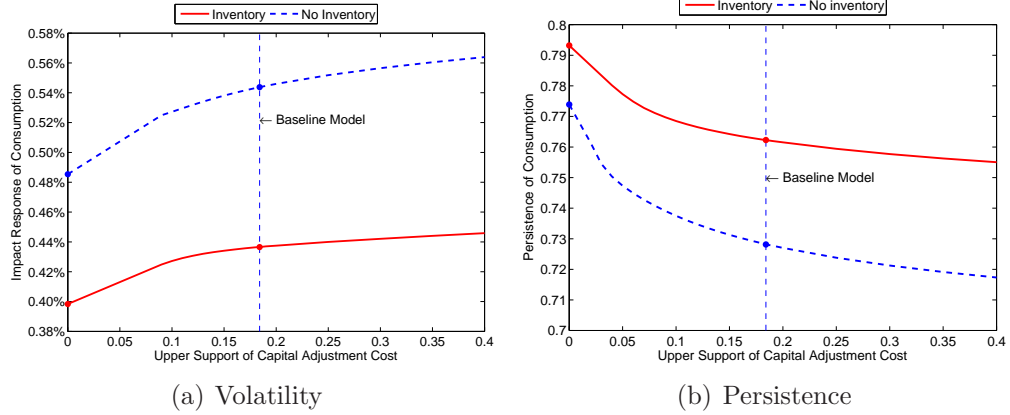 Inventory No Inventory
0.58%
0.56%
0.54%
0.52%
0.50%
0.48%
0.46%
0.44%
0.42%
0.40%
0.38%
Impact Response of Consumption
← Baseline Model
0 0.05 0.1 0.15 0.2 0.25 0.3 0.35 0.4
Upper Support of Capital Adjustment Cost
(a) Volatility
Inventory No inventory
0.8
0.79
0.78
0.77
0.76
0.75
0.74
0.73
0.72
0.71
0.7
Persistence of Consumption
← Baseline Model
0 0.05 0.1 0.15 0.2 0.25 0.3 0.35 0.4
Upper Support of Capital Adjustment Cost
(b) Persistence